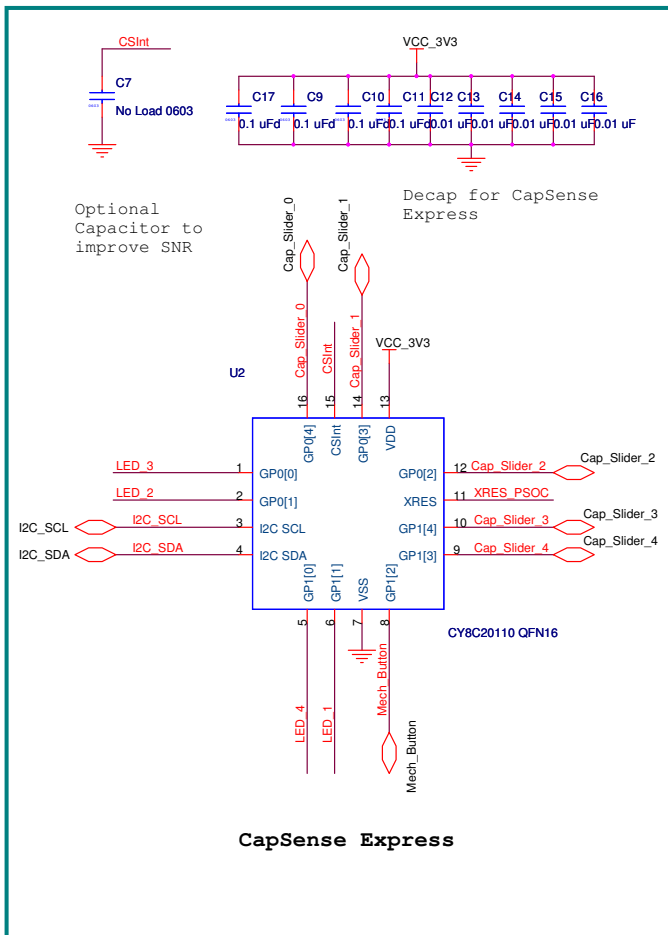 CSInt
C7
No Load 0603
0603
Optional
Capacitor to
improve SNR
VCC_3V3
C17 C9 C10 C11 C12 C13 C14 C15 C16
0603 0603 0603
0.1 uFd 0.1 uFd 0.1 uFd 0.1 uFd 0.01 uF 0.01 uF 0.01 uF 0.01 uF 0.01 uF
Decap for CapSense
Express
Cap_Slider_0
Cap_Slider_1
Cap_Slider_0
CSInt
Cap_Slider_1
VCC_3V3
U2
16 15 14 13
GP0[4] CSInt GP0[3] VDD
LED_3 1 GP0[0]
LED_2 2 GP0[1]
I2C_SCL I2C_SCL 3 I2C SCL
I2C_SDA I2C_SDA 4 I2C SDA
GP0[2] 12 Cap_Slider_2 Cap_Slider_2
XRES 11 XRES_PSOC
GP1[4] 10 Cap_Slider_3 Cap_Slider_3
GP1[3] 9 Cap_Slider_4 Cap_Slider_4
GP1[0] GP1[1] VSS GP1[2]
5 6 7 8
CY8C20110 QFN16
LED_4
LED_1
Mech_Button
Mech_Button
CapSense Express